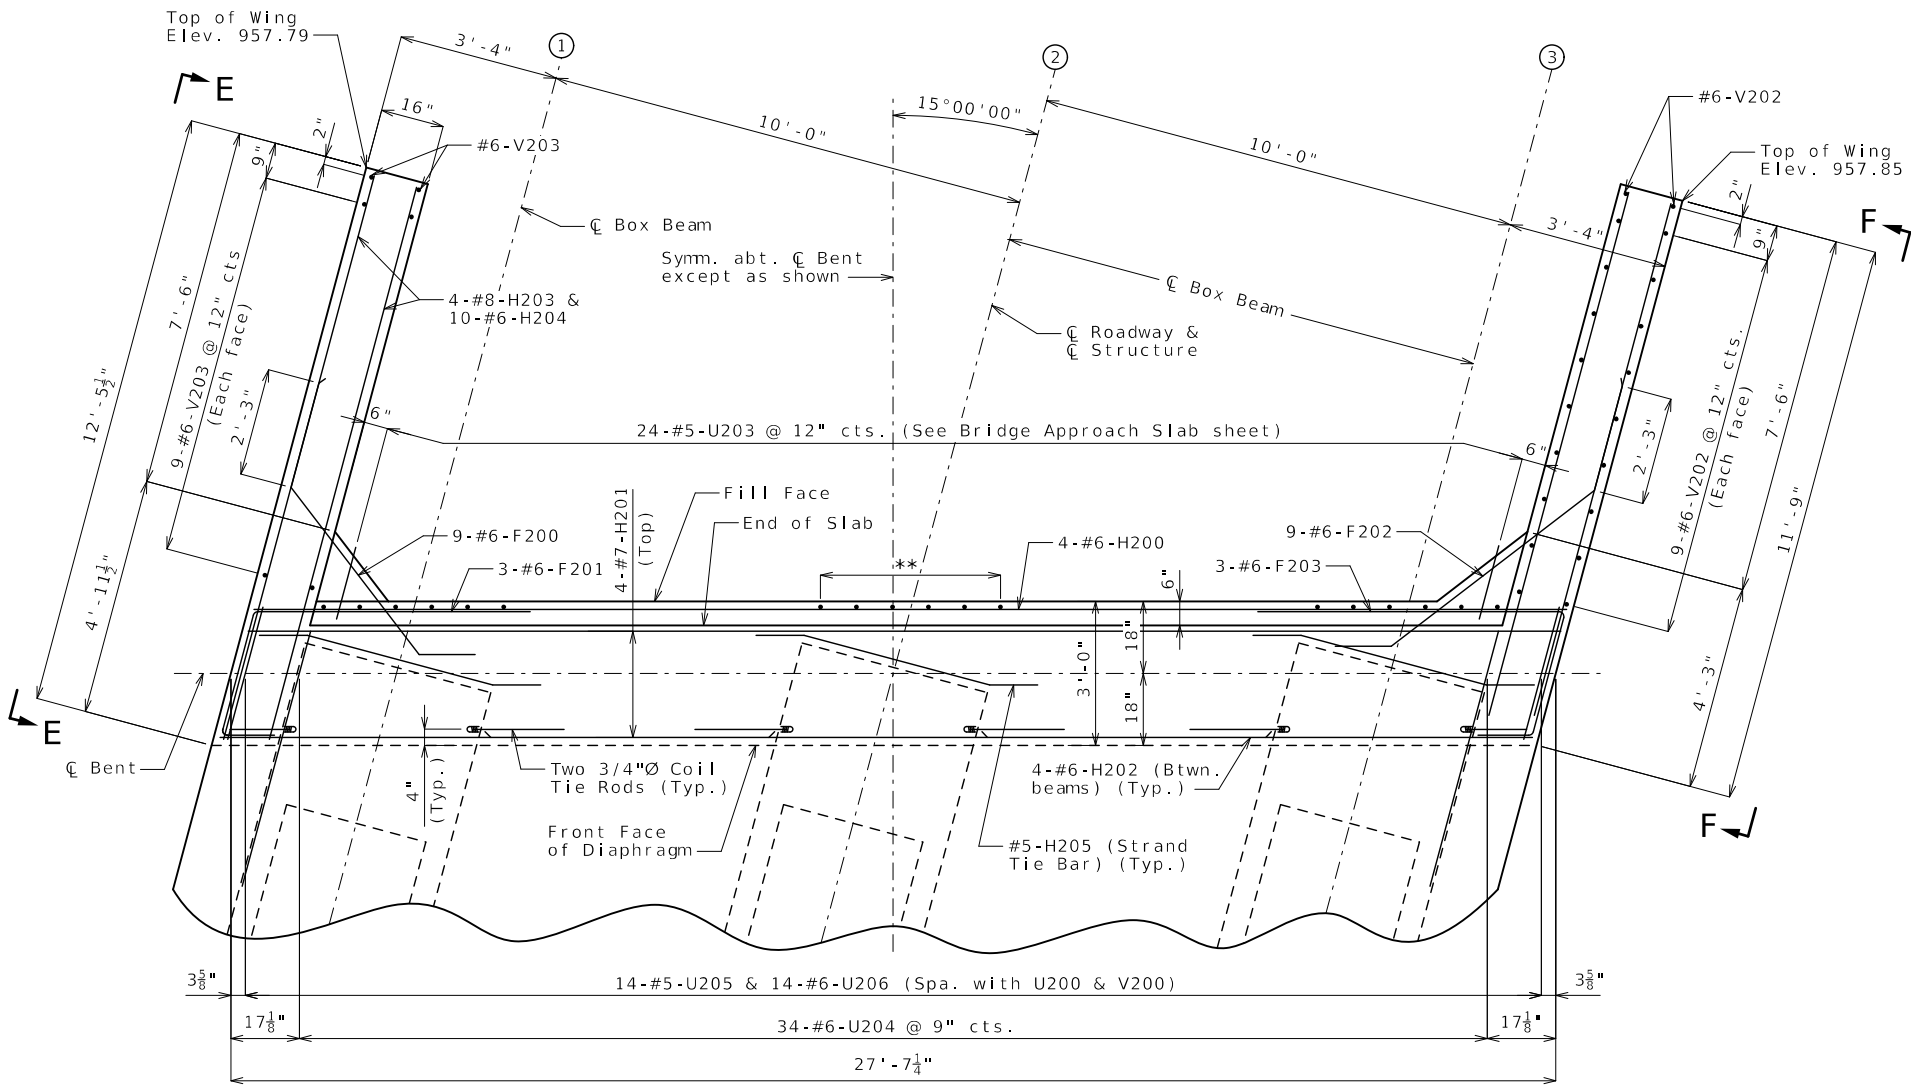 Top of Wing
Elev. 957.79
3'-4"
1
2
3
E
16"
2"
9"
#6-V203
10'-0"
15°00'00"
10'-0"
#6-V202
Top of Wing
Elev. 957.85
F
3'-4"
2"
9"
℄ Box Beam
Symm. abt. ℄ Bent
except as shown
℄ Box Beam
4-#8-H203 &
10-#6-H204
℄ Roadway &
℄ Structure
12'-5½"
7'-6"
9-#6-V203 @ 12" cts
(Each face)
2'-3"
6"
24-#5-U203 @ 12" cts. (See Bridge Approach Slab sheet)
6"
2'-3"
9-#6-V202 @ 12" cts.
(Each face)
7'-6"
11'-9"
4'-11½"
9-#6-F200
3-#6-F201
4-#7-H201
(Top)
Fill Face
End of Slab
**
4-#6-H200
9-#6-F202
3-#6-F203
6"
18"
3'-0"
18"
4'-3"
E
℄ Bent
4"
(Typ.)
Two 3/4"Ø Coil
Tie Rods (Typ.)
4-#6-H202 (Btwn.
beams) (Typ.)
Front Face
of Diaphragm
#5-H205 (Strand
Tie Bar) (Typ.)
F
3⅝"
14-#5-U205 & 14-#6-U206 (Spa. with U200 & V200)
3⅝"
17⅛"
34-#6-U204 @ 9" cts.
17⅛"
27'-7¼"